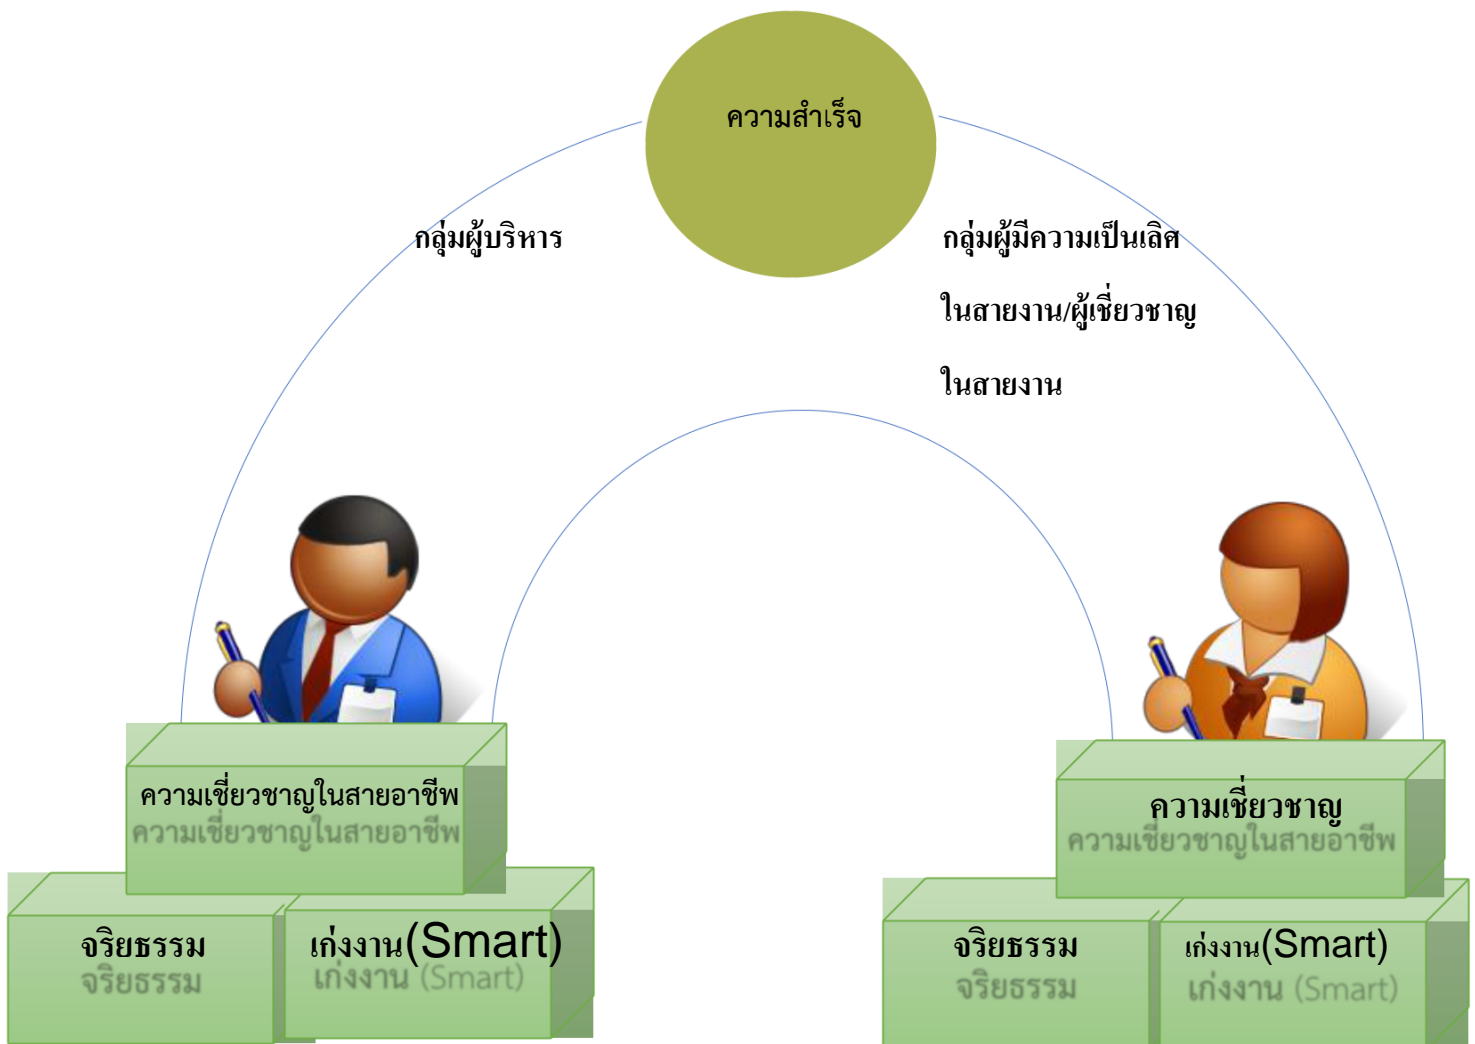 ความสำเร็จ
กลุ่มผู้บริหาร
กลุ่มผู้มีความเป็นเลิศ
ในสายงาน/ผู้เชี่ยวชาญ
ในสายงาน
ความเชี่ยวชาญในสายอาชีพ
ความเชี่ยวชาญในสายอาชีพ
จริยธรรม
จริยธรรม
เก่งงาน(Smart)
เก่งงาน (Smart)
ความเชี่ยวชาญ
ความเชี่ยวชาญในสายอาชีพ
จริยธรรม
จริยธรรม
เก่งงาน(Smart)
เก่งงาน (Smart)